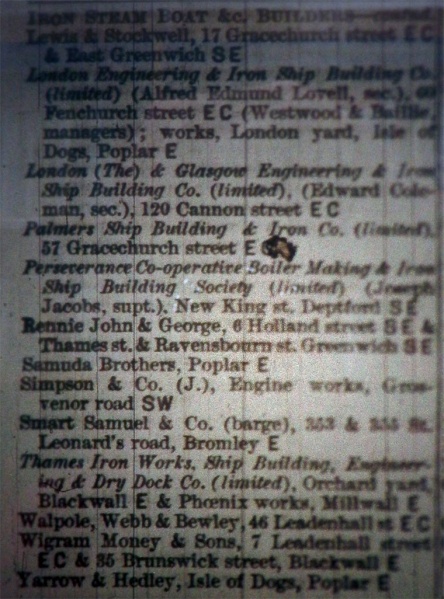 IRON STEAM BOAT &c. BUILDERS—contind.
Lewis & Stockwell, 17 Gracechurch street E C
& East Greenwich S E
London Engineering & Iron Ship Building Co.
(limited) (Alfred Edmund Lovell, sec.), 60
Fenchurch street E C (Westwood & Baillie,
managers); works, London yard, Isle of
Dogs, Poplar E
London (The) & Glasgow Engineering & Iron
Ship Building Co. (limited), (Edward Cole-
man, sec.), 120 Cannon street E C
Palmers Ship Building & Iron Co. (limited),
57 Gracechurch street E
Perseverance Co-operative Boiler Making & Iron
Ship Building Society (limited) (Joseph
Jacobs, supt.), New King st. Deptford S E
Rennie John & George, 6 Holland street S E &
Thames st. & Ravensbourn st. Greenwich S E
Samuda Brothers, Poplar E
Simpson & Co. (J.), Engine works, Gros-
venor road SW
Smart Samuel & Co. (barge), 353 & 355 St.
Leonard's road, Bromley E
Thames Iron Works, Ship Building, Engineer-
ing & Dry Dock Co. (limited), Orchard yard,
Blackwall E & Phœnix works, Millwall E
Walpole, Webb & Bewley, 46 Leadenhall st E C
Wigram Money & Sons, 7 Leadenhall street
E C & 35 Brunswick street, Blackwall E
Yarrow & Hedley, Isle of Dogs, Poplar E